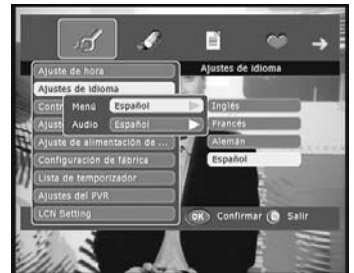 Ajuste de hora
Ajustes de idioma
Ajustes de idioma
Contr
Menú Español
Inglés
Ajust
Audio Español
Francés
Ajuste de alimentación de ...
Alemán
Configuración de fábrica
Español
Lista de temporizador
Ajustes del PVR
LCN Setting
OK Confirmar Salir